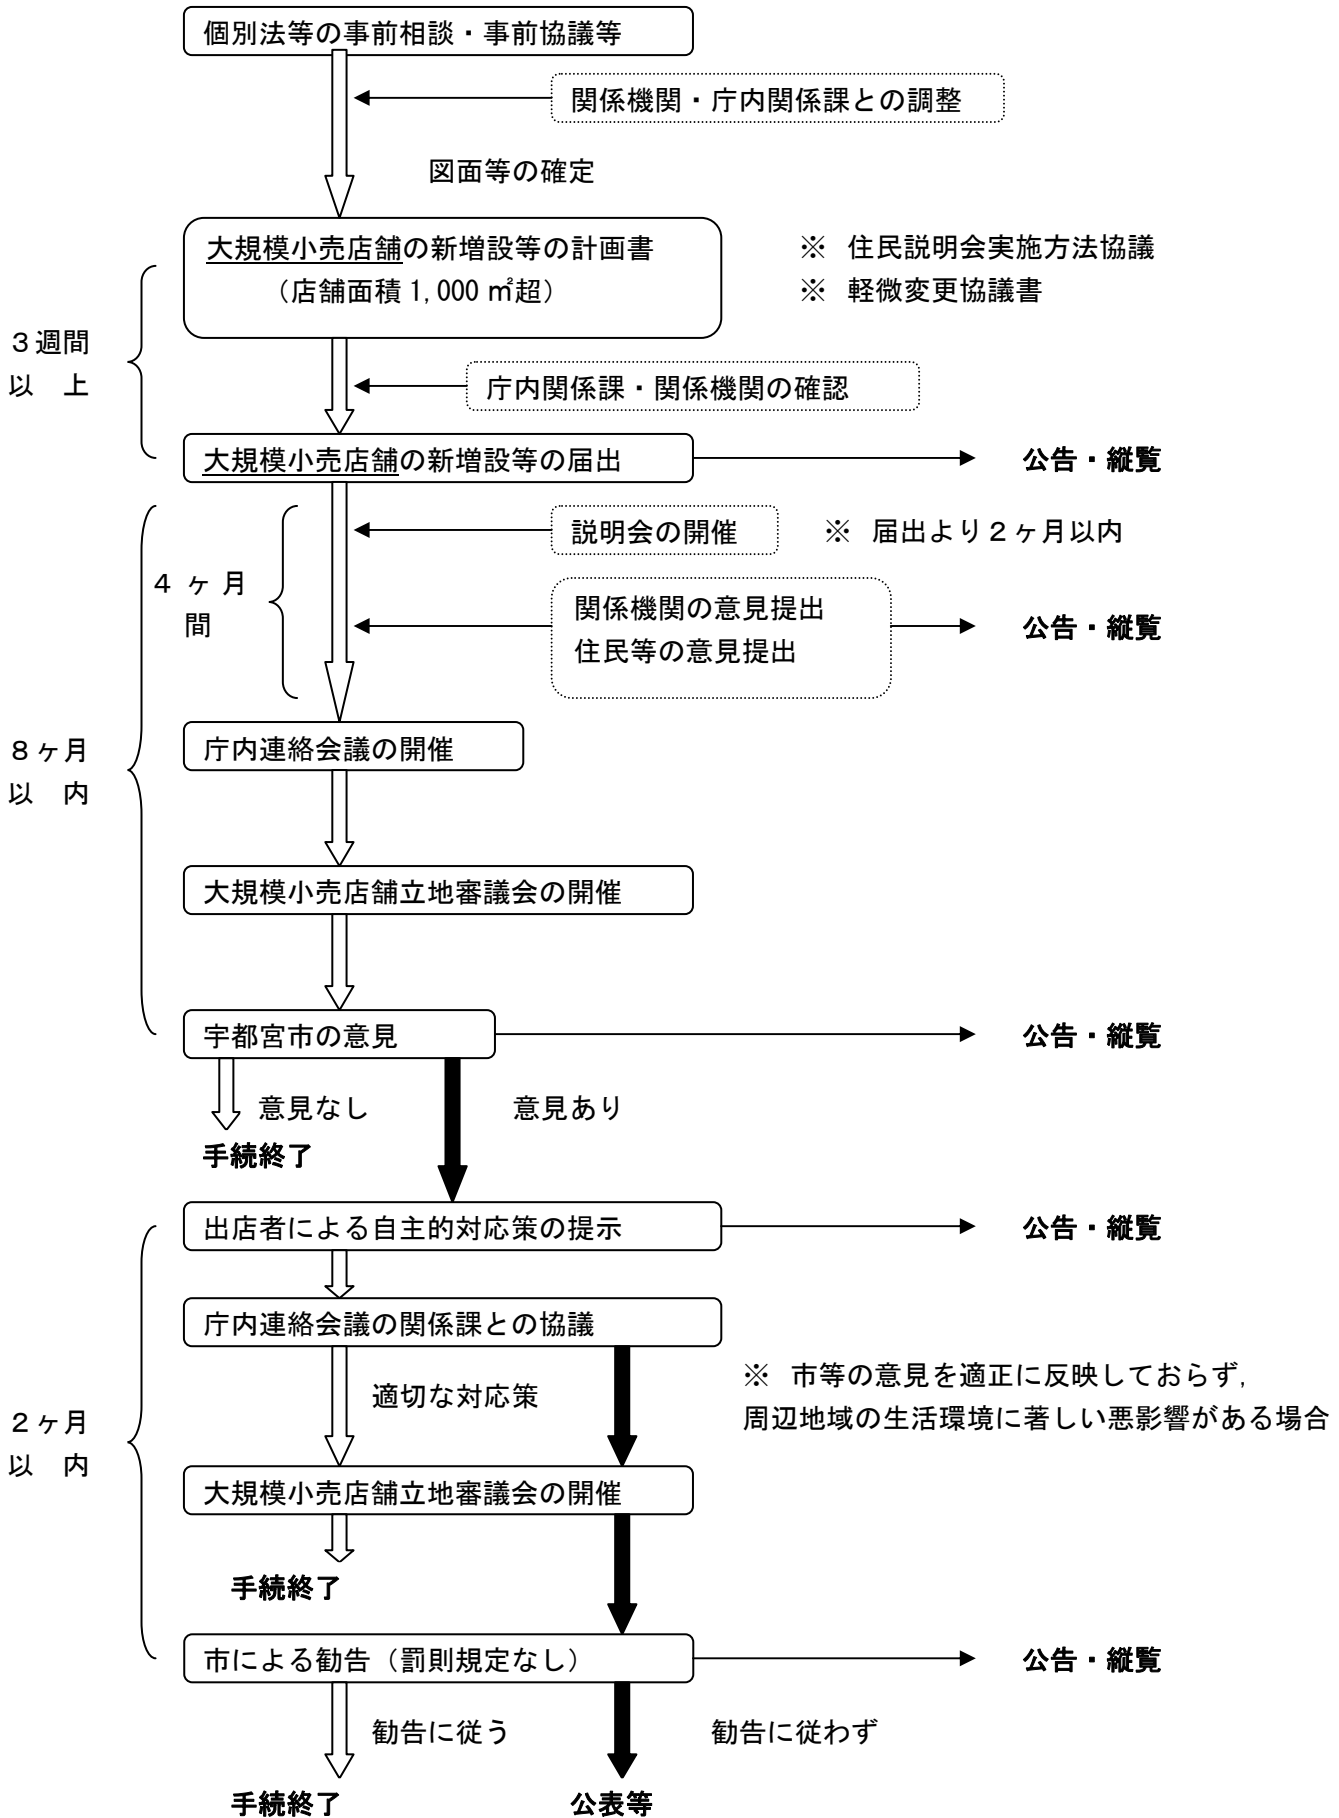 個別法等の事前相談・事前協議等
関係機関・庁内関係課との調整
図面等の確定
大規模小売店舗の新増設等の計画書
（店舗面積 1,000 ㎡超）
※　住民説明会実施方法協議
※　軽微変更協議書
３週間
以　上
庁内関係課・関係機関の確認
大規模小売店舗の新増設等の届出
公告・縦覧
説明会の開催
※　届出より２ヶ月以内
４ ヶ 月
間
関係機関の意見提出
住民等の意見提出
公告・縦覧
庁内連絡会議の開催
８ヶ月
以　内
大規模小売店舗立地審議会の開催
宇都宮市の意見
公告・縦覧
意見なし
意見あり
手続終了
出店者による自主的対応策の提示
公告・縦覧
庁内連絡会議の関係課との協議
適切な対応策
※　市等の意見を適正に反映しておらず，
周辺地域の生活環境に著しい悪影響がある場合
２ヶ月
以　内
大規模小売店舗立地審議会の開催
手続終了
市による勧告（罰則規定なし）
公告・縦覧
勧告に従う
勧告に従わず
手続終了
公表等